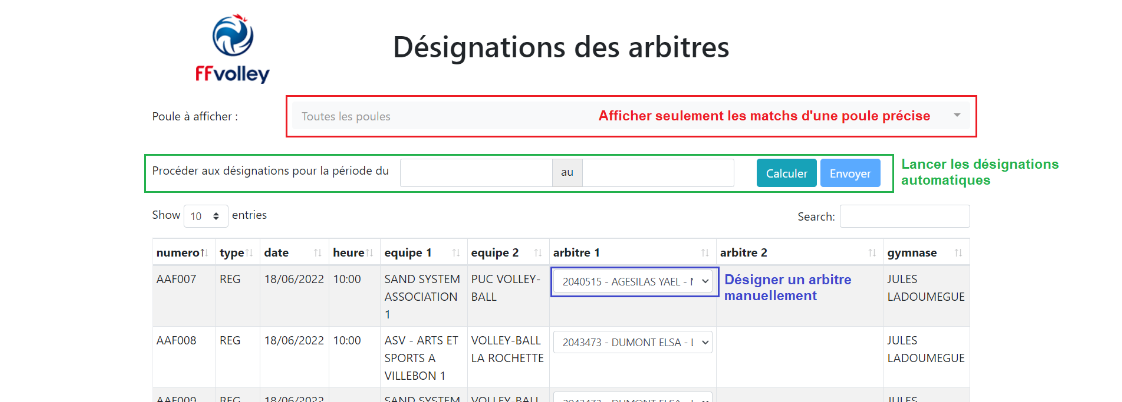 Désignations des arbitres
FFvolley
Poule à afficher :
Toutes les poules
Afficher seulement les matchs d'une poule précise
Procéder aux désignations pour la période du
au
Calculer
Envoyer
Lancer les désignations
automatiques
Show 10 entries
Search:
numero type date heure equipe 1 equipe 2 arbitre 1 arbitre 2 gymnase
AAF007 REG 18/06/2022 10:00 SAND SYSTEM PUC VOLLEY- 2040515 - AGESILAS YAEL - Désigner un arbitre JULES
ASSOCIATION BALL manuellement LADOUMEGUE
1
AAF008 REG 18/06/2022 10:00 ASV - ARTS ET VOLLEY-BALL 2043473 - DUMONT ELSA - JULES
SPORTS A LA ROCHETTE LADOUMEGUE
VILLEBON 1
AAF009 REG 18/06/2022 10:00 SAND SYSTEM VOLLEY-BALL JULES